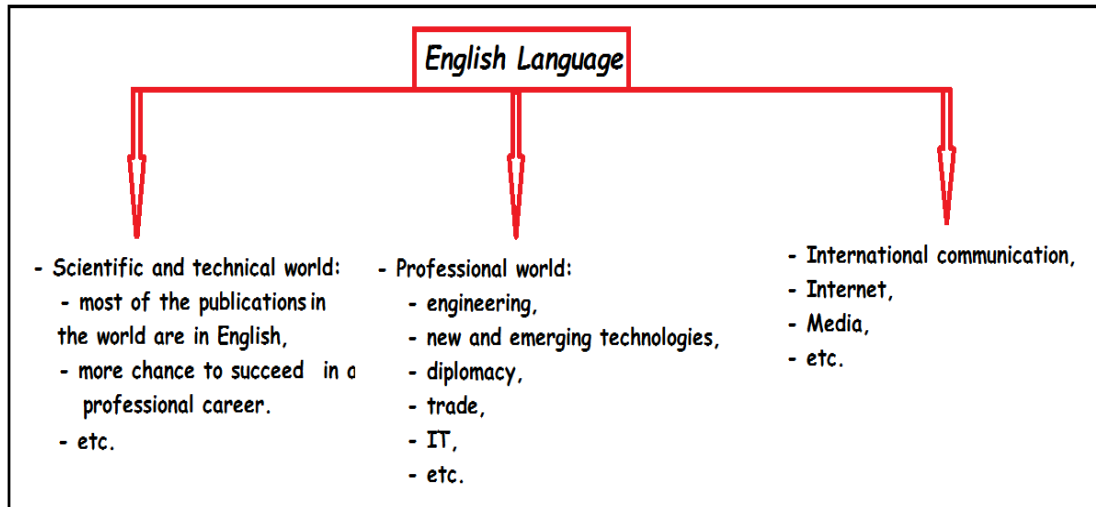 English Language
- Scientific and technical world:
- most of the publications in
the world are in English,
- more chance to succeed in a
professional career.
- etc.
- Professional world:
- engineering,
- new and emerging technologies,
- diplomacy,
- trade,
- IT,
- etc.
- International communication,
- Internet,
- Media,
- etc.